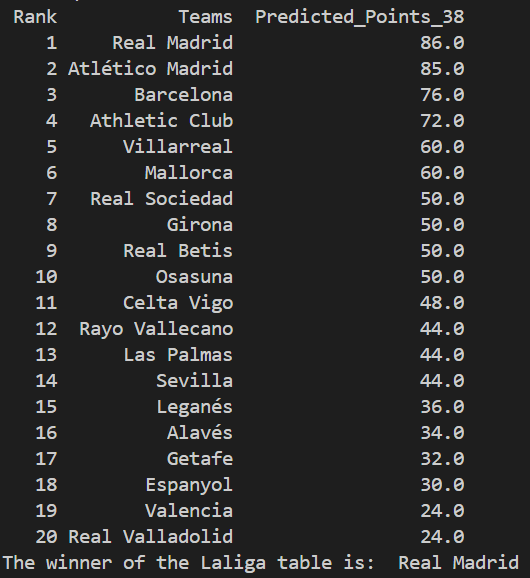 Rank Teams Predicted_Points_38
1 Real Madrid 86.0
2 Atlético Madrid 85.0
3 Barcelona 76.0
4 Athletic Club 72.0
5 Villarreal 60.0
6 Mallorca 60.0
7 Real Sociedad 50.0
8 Girona 50.0
9 Real Betis 50.0
10 Osasuna 50.0
11 Celta Vigo 48.0
12 Rayo Vallecano 44.0
13 Las Palmas 44.0
14 Sevilla 44.0
15 Leganés 36.0
16 Alavés 34.0
17 Getafe 32.0
18 Espanyol 30.0
19 Valencia 24.0
20 Real Valladolid 24.0
The winner of the Laliga table is:  Real Madrid